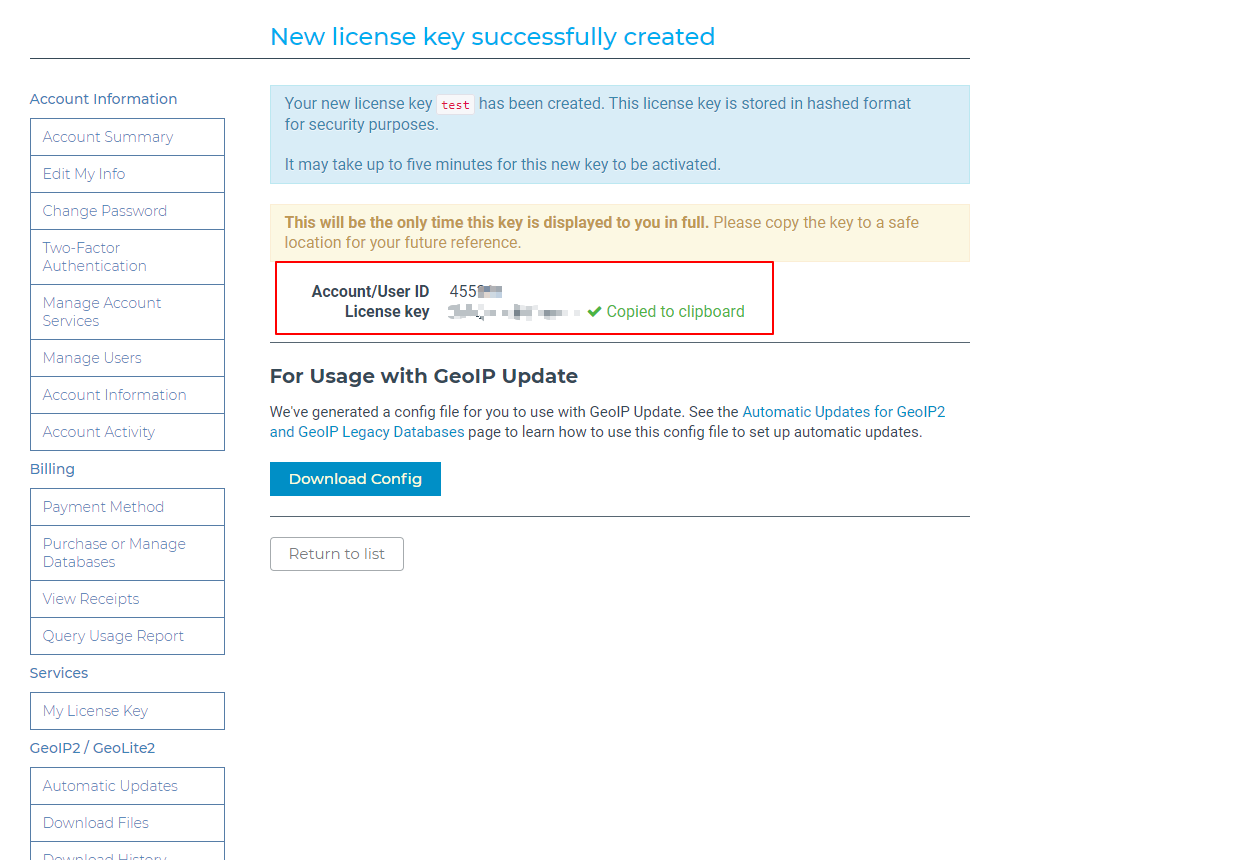 New license key successfully created
Account Information
Account Summary
Edit My Info
Change Password
Two-Factor
Authentication
Manage Account
Services
Manage Users
Account Information
Account Activity
Billing
Payment Method
Purchase or Manage
Databases
View Receipts
Query Usage Report
Services
My License Key
GeoIP2 / GeoLite2
Automatic Updates
Download Files
Download History
Your new license key test has been created. This license key is stored in hashed format
for security purposes.
It may take up to five minutes for this new key to be activated.
This will be the only time this key is displayed to you in full. Please copy the key to a safe
location for your future reference.
Account/User ID
License key ✔ Copied to clipboard
For Usage with GeoIP Update
We've generated a config file for you to use with GeoIP Update. See the Automatic Updates for GeoIP2
and GeoIP Legacy Databases page to learn how to use this config file to set up automatic updates.
Download Config
Return to list